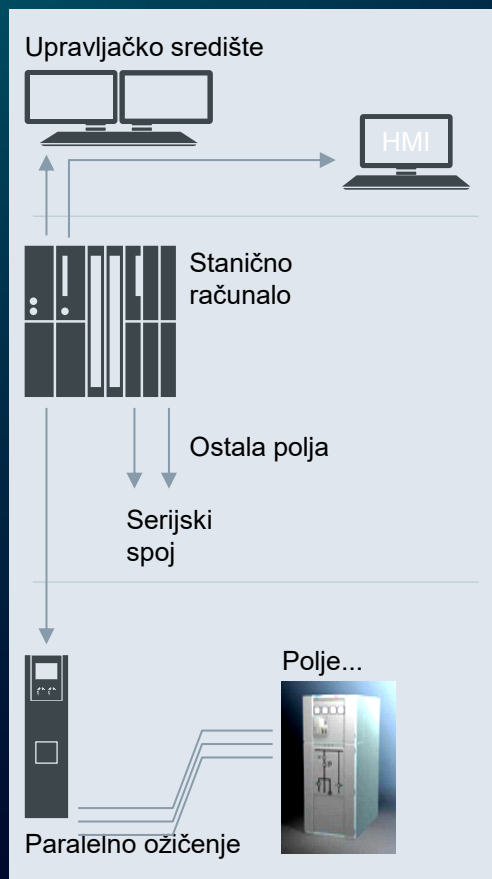 Upravljačko središte
HMI
Stanično
računalo
Ostala polja
Serijski
spoj
Polje...
Paralelno ožičenje